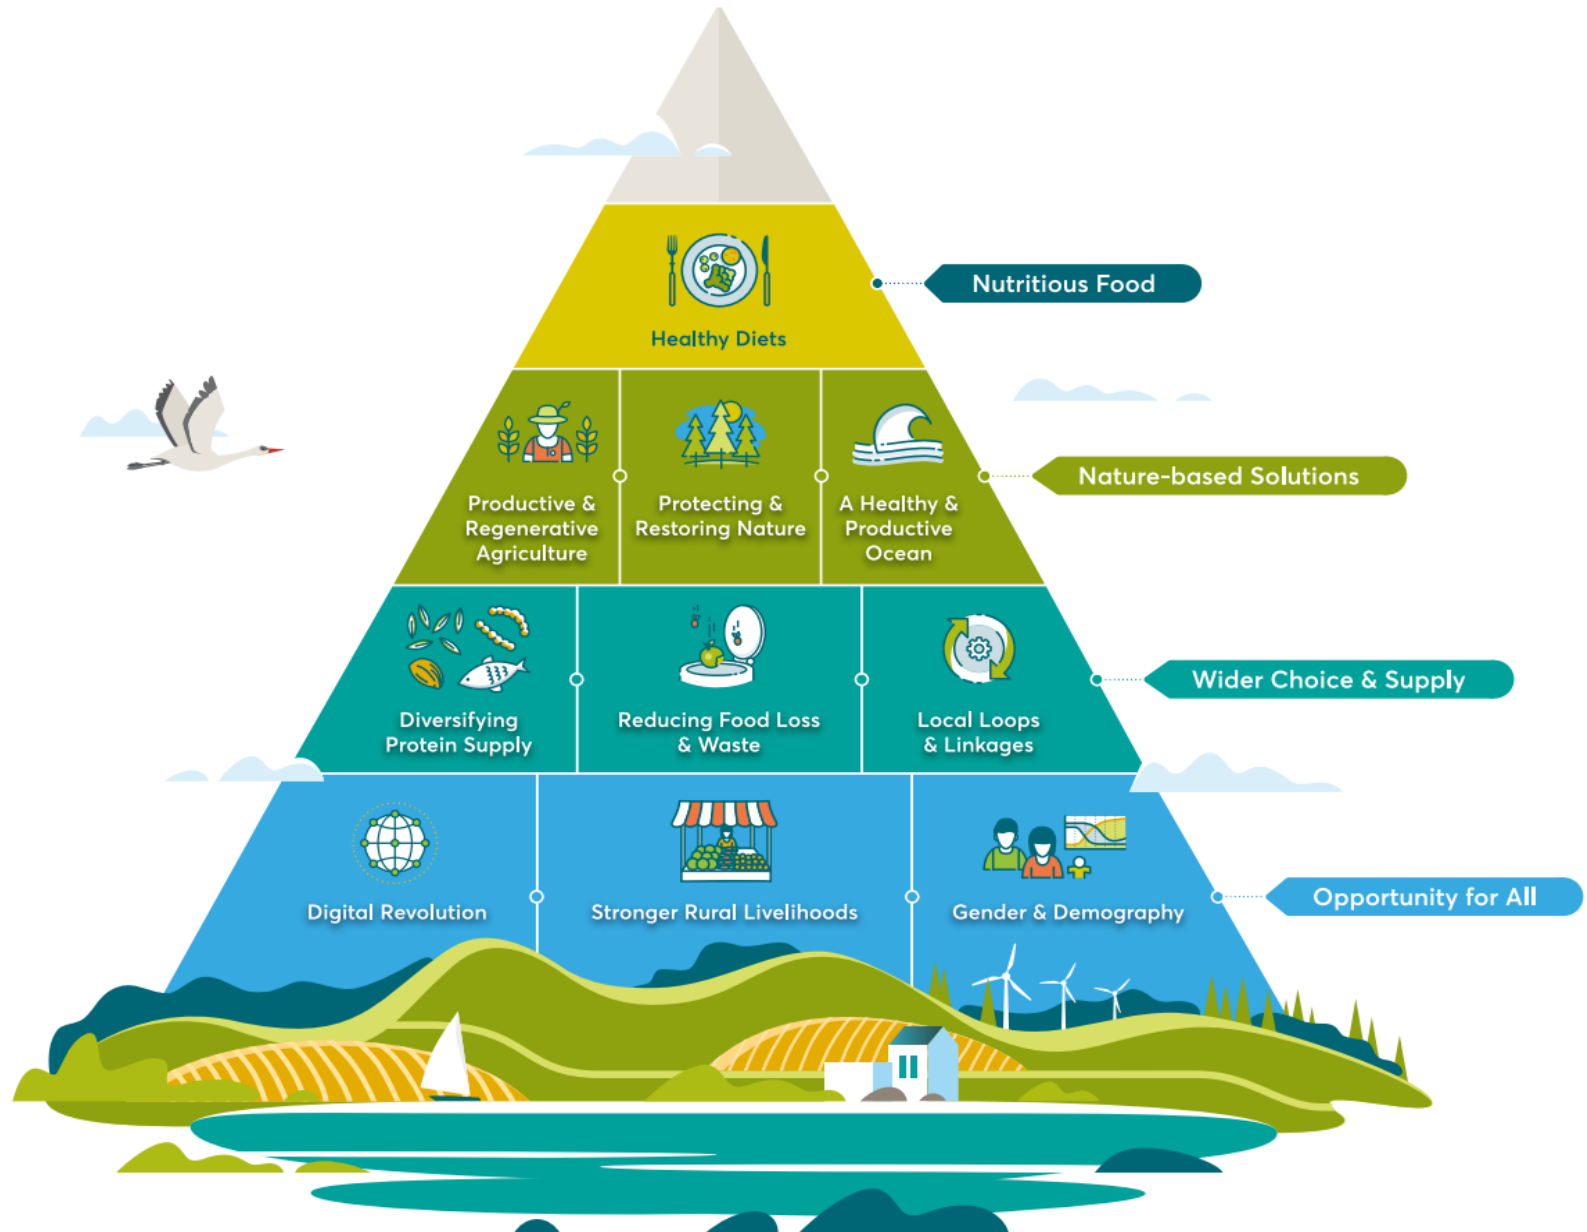 Nutritious Food
Healthy Diets
Nature-based Solutions
Productive &
Regenerative
Agriculture
Protecting &
Restoring Nature
A Healthy &
Productive
Ocean
Wider Choice & Supply
Diversifying
Protein Supply
Reducing Food Loss
& Waste
Local Loops
& Linkages
Opportunity for All
Digital Revolution
Stronger Rural Livelihoods
Gender & Demography